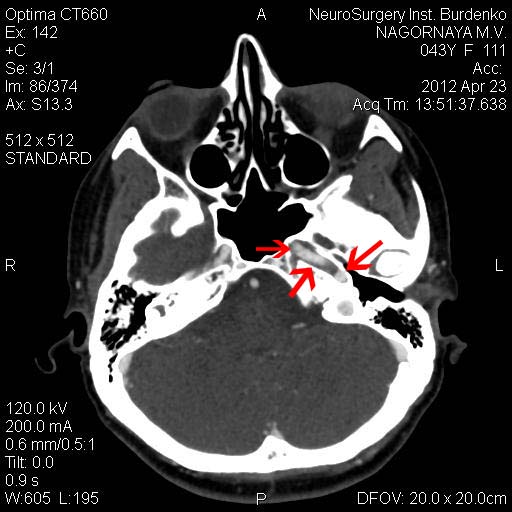 Optima CT660
Ex: 142
+C
Se: 3/1
Im: 86/374
Ax: S13.3
512 x 512
STANDARD
A
NeuroSurgery Inst. Burdenko
NAGORNAYA M.V.
043Y F 111
Acc:
2012 Apr 23
Acq Tm: 13:51:37.638
R
L
120.0 kV
200.0 mA
0.6 mm/0.5:1
Tilt: 0.0
0.9 s
W:605 L:195
P
DFOV: 20.0 x 20.0cm